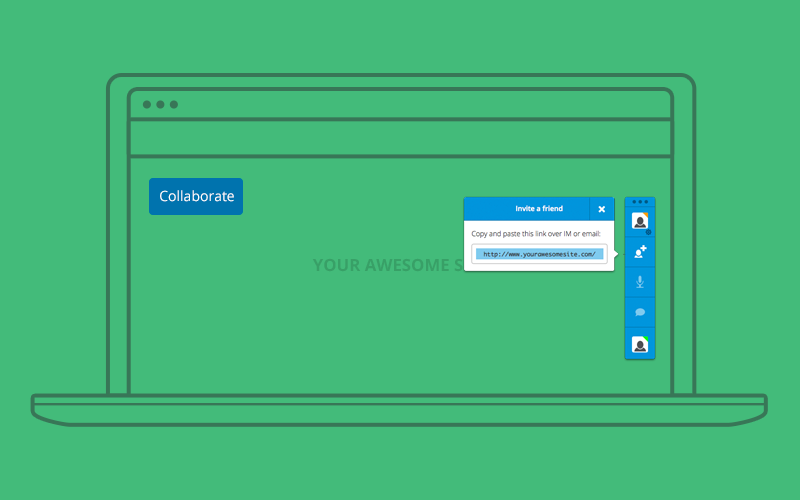 Collaborate
Invite a friend
Copy and paste this link over IM or email:
http://www.yourawesomesite.com/
YOUR AWESOME S